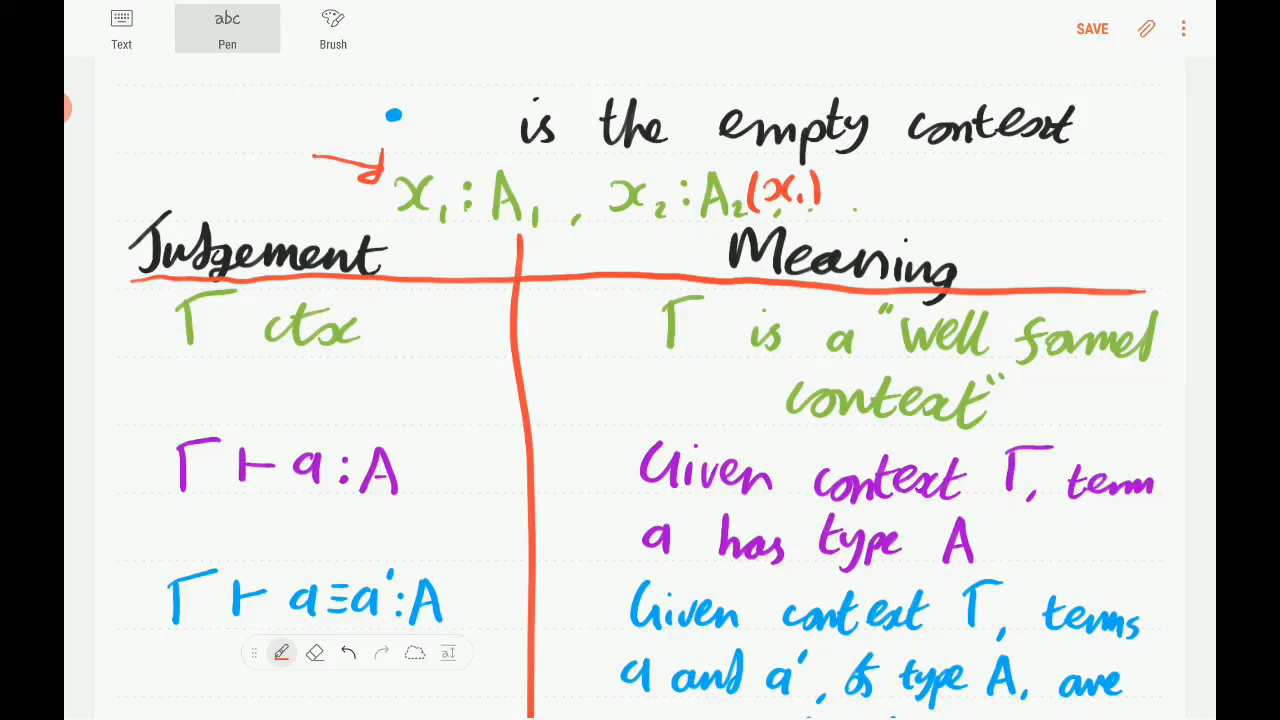 Text
abc
Pen
Brush
SAVE
• is the empty context
x₁ : A₁ , x₂ : A₂(x₁) , . .
Judgement Meaning
Γ ctx Γ is a "well formed
context"
Γ ⊢ a : A Given context Γ, term
a has type A
Γ ⊢ a ≡ a' : A Given context Γ, terms
a and a', of type A, are